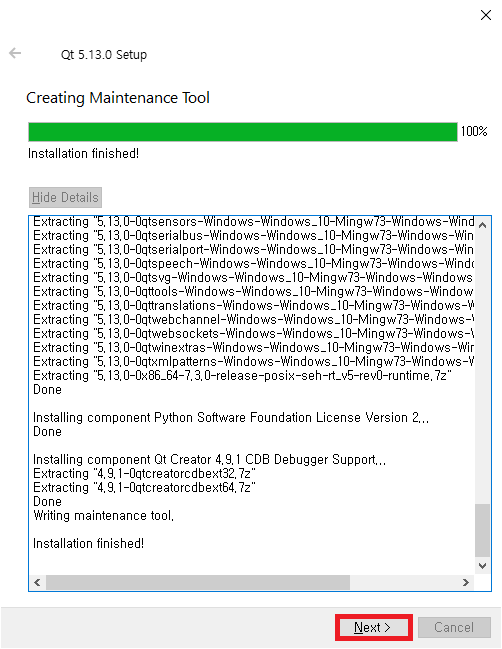 Qt 5.13.0 Setup
Creating Maintenance Tool
100%
Installation finished!
Hide Details
Extracting "5.13.0-0qtsensors-Windows-Windows_10-Mingw73-Windows-Wind
Extracting "5.13.0-0qtserialbus-Windows-Windows_10-Mingw73-Windows-Win
Extracting "5.13.0-0qtserialport-Windows-Windows_10-Mingw73-Windows-Win
Extracting "5.13.0-0qtspeech-Windows-Windows_10-Mingw73-Windows-Windo
Extracting "5.13.0-0qtsvg-Windows-Windows_10-Mingw73-Windows-Windows
Extracting "5.13.0-0qttools-Windows-Windows_10-Mingw73-Windows-Window
Extracting "5.13.0-0qttranslations-Windows-Windows_10-Mingw73-Windows-W
Extracting "5.13.0-0qtwebchannel-Windows-Windows_10-Mingw73-Windows-
Extracting "5.13.0-0qtwebsockets-Windows-Windows_10-Mingw73-Windows-
Extracting "5.13.0-0qtwinextras-Windows-Windows_10-Mingw73-Windows-Win
Extracting "5.13.0-0qtxmlpatterns-Windows-Windows_10-Mingw73-Windows-W
Extracting "5.13.0-0x86_64-7.3.0-release-posix-seh-rt_v5-rev0-runtime.7z"
Done
Installing component Python Software Foundation License Version 2...
Done
Installing component Qt Creator 4.9.1 CDB Debugger Support...
Extracting "4.9.1-0qtcreatorcdbext32.7z"
Extracting "4.9.1-0qtcreatorcdbext64.7z"
Done
Writing maintenance tool.
Installation finished!
Next >
Cancel